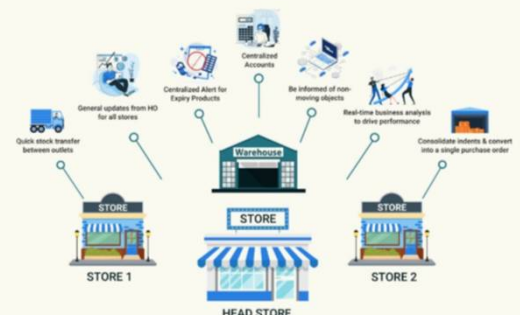 Centralized
Accounts
Centralized Alert for
Expiry Products
Be informed of non-
moving objects
General updates from HO
for all stores
Real-time business analysis
to drive performance
Quick stock transfer
between outlets
Consolidate indents & convert
into a single purchase order
Warehouse
STORE
STORE
STORE
STORE 1
STORE 2
HEAD STORE